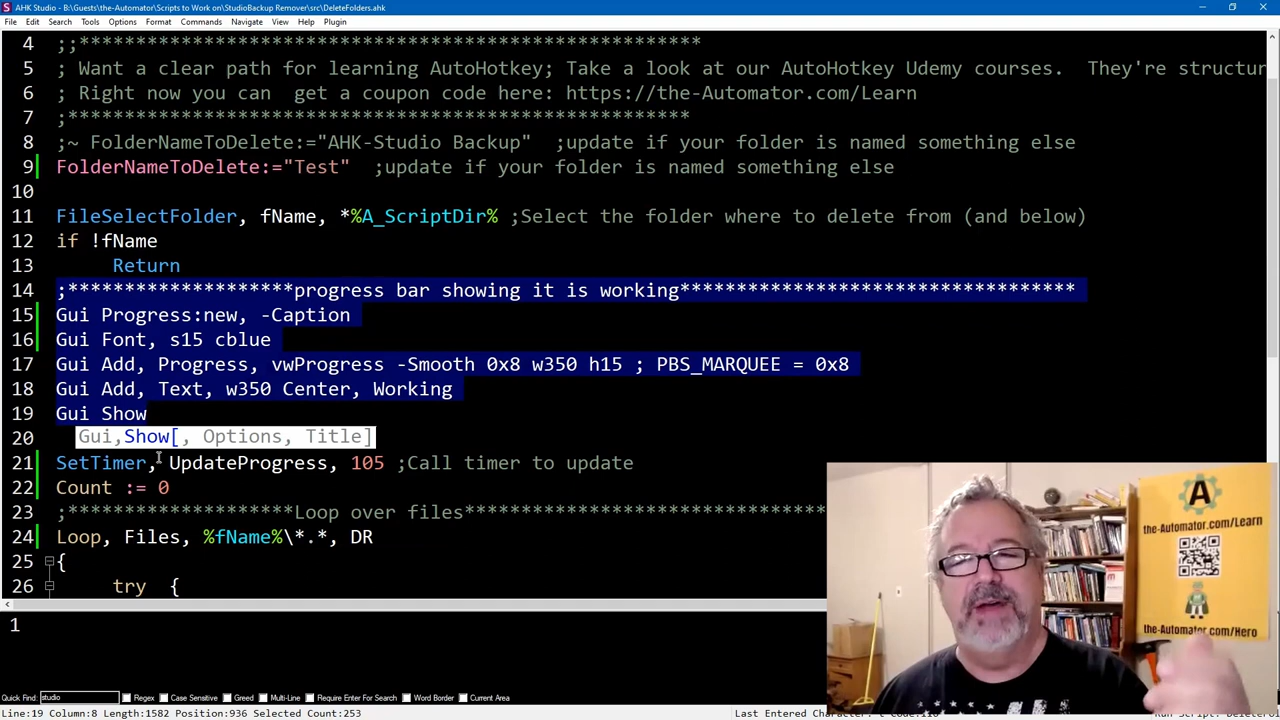 AHK Studio - B:\Guests\the-Automator\Scripts to Work on\StudioBackup Remover\src\DeleteFolders.ahk
File Edit Search Tools Options Format Commands Navigate View Help Plugin
4 ;;*******************************************************
5 ; Want a clear path for learning AutoHotkey; Take a look at our AutoHotkey Udemy courses.  They're structur
6 ; Right now you can  get a coupon code here: https://the-Automator.com/Learn
7 ;*******************************************************
8 ;~ FolderNameToDelete:="AHK-Studio Backup"  ;update if your folder is named something else
9 FolderNameToDelete:="Test"  ;update if your folder is named something else
10
11 FileSelectFolder, fName, *%A_ScriptDir% ;Select the folder where to delete from (and below)
12 if !fName
13 Return
14 ;********************progress bar showing it is working***********************************
15 Gui Progress:new, -Caption
16 Gui Font, s15 cblue
17 Gui Add, Progress, vwProgress -Smooth 0x8 w350 h15 ; PBS_MARQUEE = 0x8
18 Gui Add, Text, w350 Center, Working
19 Gui Show
20 Gui,Show[, Options, Title]
21 SetTimer, UpdateProgress, 105 ;Call timer to update
22 Count := 0
23 ;********************Loop over files********************************
24 Loop, Files, %fName%\*.*, DR
25 {
26 try  {
1
A
the-Automator.com/Learn
the-Automator.com/Hero
Quick Find: studio Regex Case Sensitive Greed Multi-Line Require Enter For Search Word Border Current Area
Line:19 Column:8 Length:1582 Position:936 Selected Count:253 Last Entered Character: t Code:116